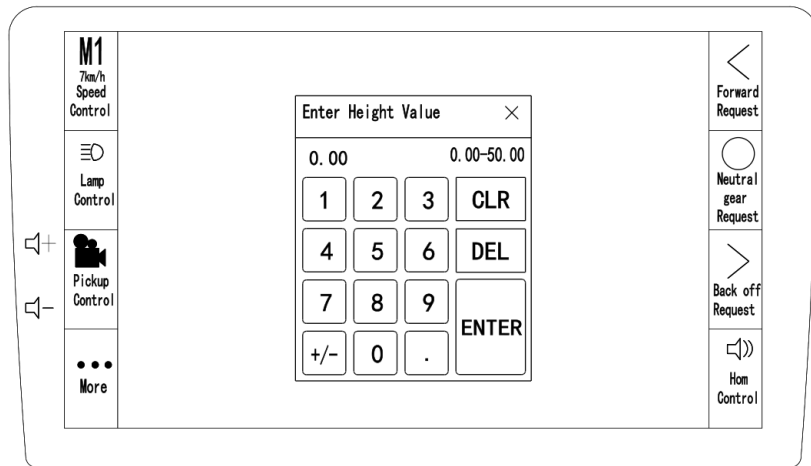 M1
7km/h
Speed
Control
Lamp
Control
Pickup
Control
More
Enter Height Value ×
0.00 0.00-50.00
1 2 3 CLR
4 5 6 DEL
7 8 9
ENTER
+/- 0 .
Forward
Request
Neutral
gear
Request
Back off
Request
Hom
Control